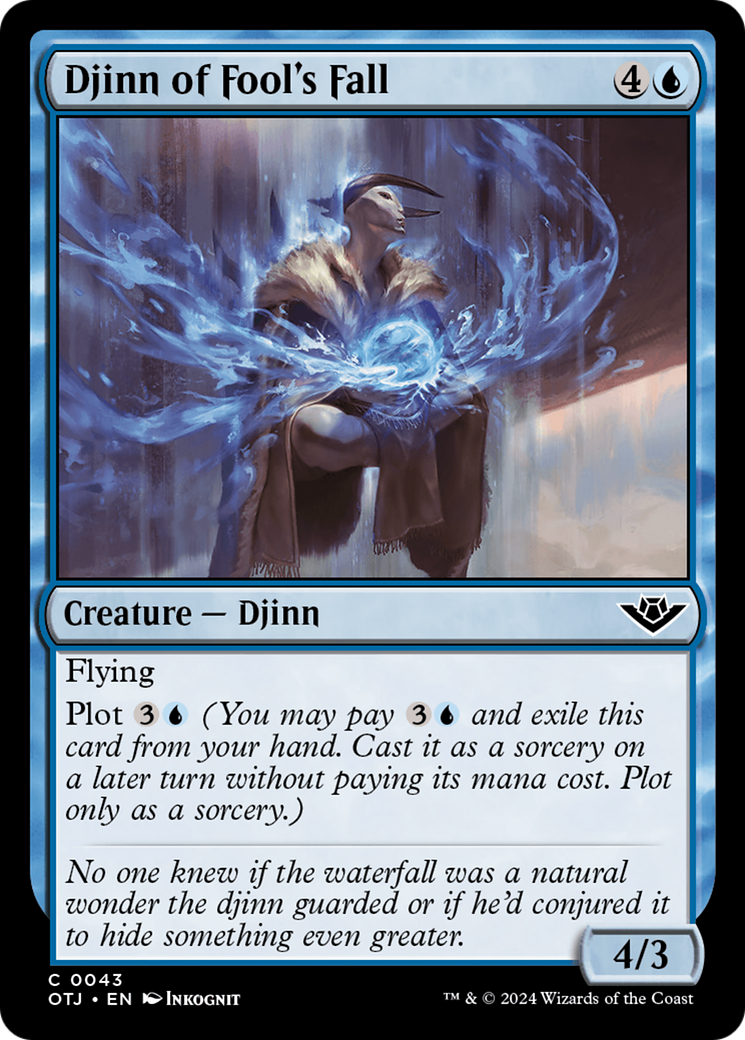 Djinn of Fool's Fall 4
Creature — Djinn
Flying
Plot 3 (You may pay 3 and exile this
card from your hand. Cast it as a sorcery on
a later turn without paying its mana cost. Plot
only as a sorcery.)
No one knew if the waterfall was a natural
wonder the djinn guarded or if he'd conjured it
to hide something even greater.
4/3
C 0043
OTJ • EN Inkognit
™ & © 2024 Wizards of the Coast